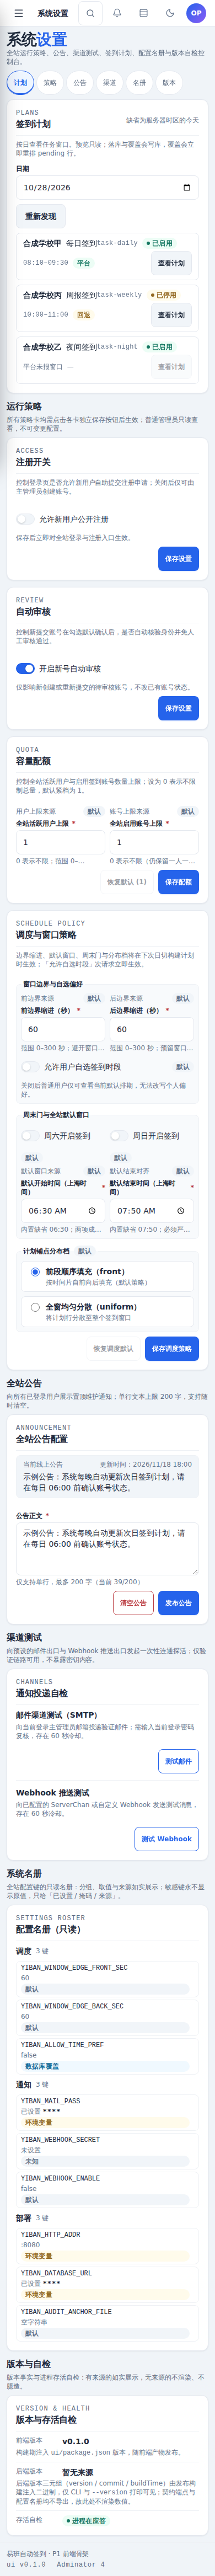 系统设置
OP
系统设置
全站运行策略、公告、渠道测试、签到计划、配置名册与版本自检控制台。
计划 策略 公告 渠道 名册 版本
PLANS
签到计划
缺省为服务器时区的今天
按日查看任务窗口。预览只读；落库与覆盖会写库，覆盖会立即重排 pending 行。
日期
10/28/2026
重新发现
合成学校甲 每日签到task-daily 已启用
08:10–09:30 平台
查看计划
合成学校丙 周报签到task-weekly 已停用
10:00–11:00 回退
查看计划
合成学校乙 夜间签到task-night 已启用
平台未报窗口 —
查看计划
运行策略
所有策略卡均需点击各卡独立保存按钮后生效；普通管理员只读查看，不可变更配置。
ACCESS
注册开关
控制登录页是否允许新用户自助提交注册申请；关闭后仅可由主管理员创建账号。
允许新用户公开注册
保存后立即对全站登录与注册入口生效。
保存设置
REVIEW
自动审核
控制新提交账号在勾选默认确认后，是否自动核验身份并免人工审核通过。
开启新号自动审核
仅影响新创建或重新提交的待审核账号，不改已有账号状态。
保存设置
QUOTA
容量配额
控制全站活跃用户与启用签到账号数量上限；设为 0 表示不限制总量，默认紧档为 1。
用户上限来源 默认
账号上限来源 默认
全站活跃用户上限 *
全站启用账号上限 *
1
1
0 表示不限；范围 0–…
0 表示不限（仍保留一人一…
恢复默认 (1)
保存配额
SCHEDULE POLICY
调度与窗口策略
边界缩进、默认窗口、周末门与分布档将在下次日切构建计划时生效；「允许自选时段」次请求立即生效。
窗口边界与自选偏好
前边界来源 默认
后边界来源 默认
前边界缩进（秒） *
后边界缩进（秒） *
60
60
范围 0–300 秒；避开窗口…
范围 0–300 秒；预留窗口…
允许用户自选签到时段 默认
关闭后普通用户仅可查看当前默认排期，无法改写个人偏好。
周末门与全站默认窗口
周六开启签到
周日开启签到
默认
默认
默认窗口来源 默认
默认结束对齐 默认
默认开始时间（上海时间） *
默认结束时间（上海时间） *
06:30 AM
07:50 AM
内置缺省 06:30；两项成…
内置缺省 07:50；必须严…
计划铺点分布档 默认
前段顺序填充（front）
按时间片自前向后填充（默认策略）
全窗均匀分散（uniform）
将计划打散至整个签到窗口
恢复调度默认
保存调度策略
全站公告
向所有已登录用户展示置顶维护通知；单行文本上限 200 字，支持随时清空。
ANNOUNCEMENT
全站公告配置
当前线上公告
更新时间：2026/11/18 18:00
示例公告：系统每晚自动更新次日签到计划，请在每日 06:00 前确认账号状态。
公告正文 *
示例公告：系统每晚自动更新次日签到计划，请在每日 06:00 前确认账号状态。
仅支持单行，最多 200 字（当前 39/200）
清空公告
发布公告
渠道测试
向预设的邮件出口与 Webhook 推送出口发起一次性连通探活；仅验证链路可用，不暴露密钥内容。
CHANNELS
通知投递自检
邮件渠道测试（SMTP）
向当前登录主管理员邮箱投递验证邮件；需输入当前登录密码复核，存在 60 秒冷却。
测试邮件
Webhook 推送测试
向已配置的 ServerChan 或自定义 Webhook 发送测试消息，存在 60 秒冷却。
测试 Webhook
系统名册
全站配置键的只读名册：分组、取值与来源如实展示；敏感键永不显示原值，只给「已设置 / 掩码 / 来源」。
SETTINGS ROSTER
配置名册（只读）
调度 3 键
YIBAN_WINDOW_EDGE_FRONT_SEC
60
默认
YIBAN_WINDOW_EDGE_BACK_SEC
60
默认
YIBAN_ALLOW_TIME_PREF
false
数据库覆盖
通知 3 键
YIBAN_MAIL_PASS
已设置 ****
环境变量
YIBAN_WEBHOOK_SECRET
未设置
未知
YIBAN_WEBHOOK_ENABLE
false
默认
部署 3 键
YIBAN_HTTP_ADDR
:8080
环境变量
YIBAN_DATABASE_URL
已设置 ****
环境变量
YIBAN_AUDIT_ANCHOR_FILE
空字符串
默认
版本与自检
版本事实与进程存活自检：有来源的如实展示，无来源的不渲染、不臆造。
VERSION & HEALTH
版本与存活自检
前端版本 v0.1.0
构建期注入 ui/package.json 版本，随前端产物发布。
后端版本 暂无来源
后端版本三元组（version / commit / buildTime）由发布构建注入二进制，仅 CLI 与 --version 打印可见；契约端点与配置名册均不导出，故此处不渲染数值。
存活自检 进程在应答
易班自动签到 · P1 前端骨架
ui v0.1.0 Adminator 4